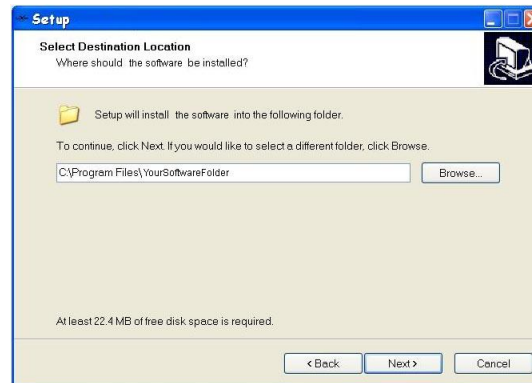 Setup
Select Destination Location
Where should the software be installed?
Setup will install the software into the following folder.
To continue, click Next. If you would like to select a different folder, click Browse.
C:\Program Files\YourSoftwareFolder
Browse...
At least 22.4 MB of free disk space is required.
< Back
Next >
Cancel